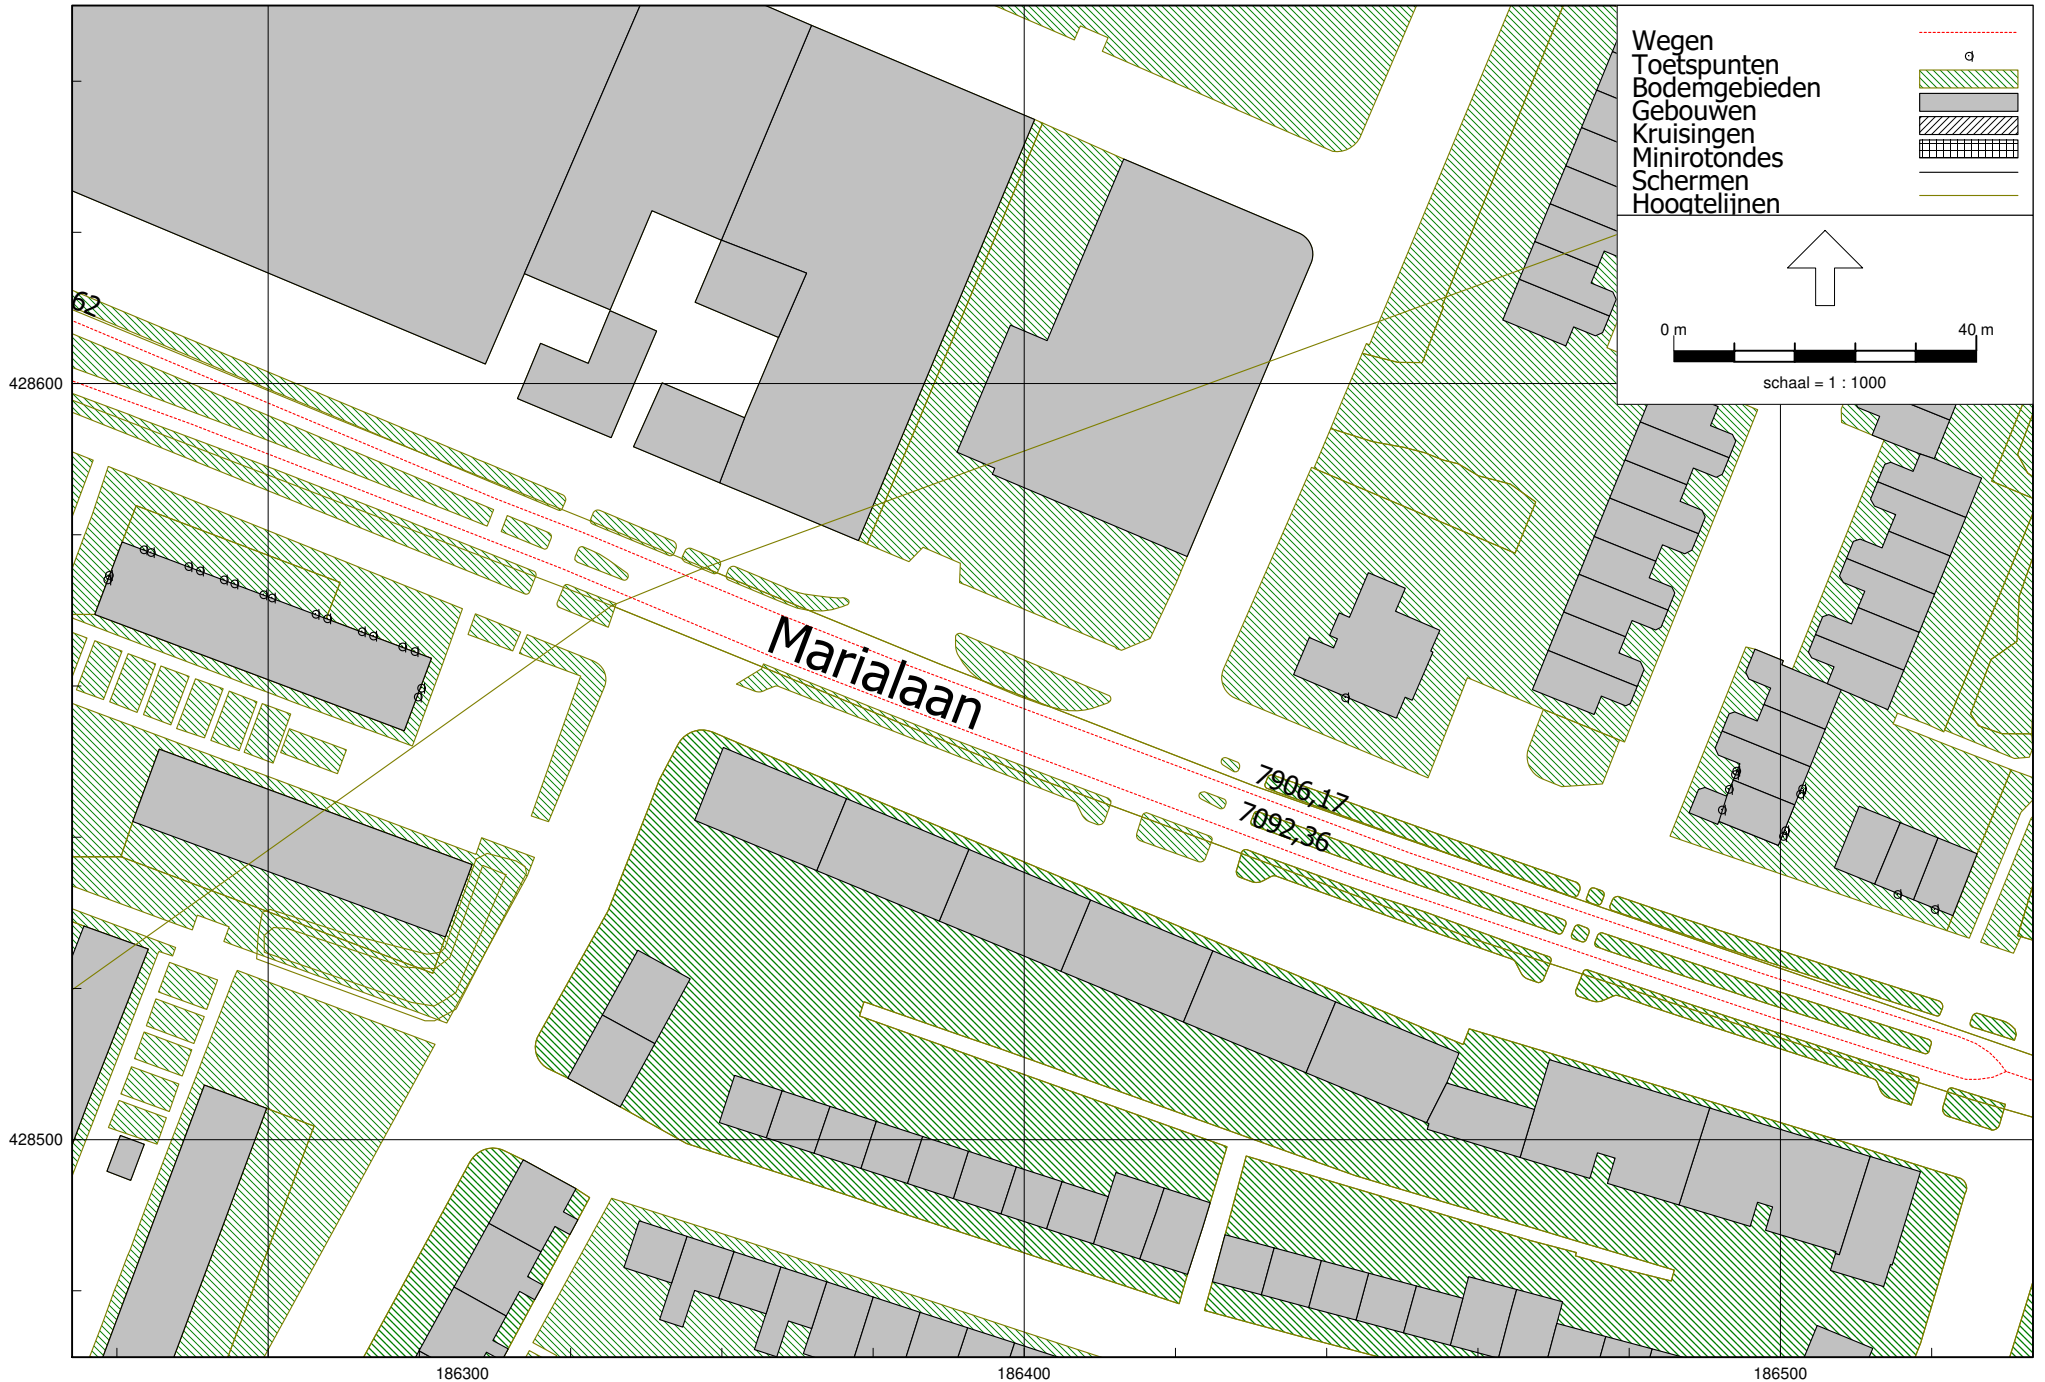 Wegen
Toetspunten
Bodemgebieden
Gebouwen
Kruisingen
Minirotondes
Schermen
Hoogtelijnen
0 m 40 m
schaal = 1 : 1000
62
428600
Marialaan
7906,17
7092,36
428500
186300 186400 186500